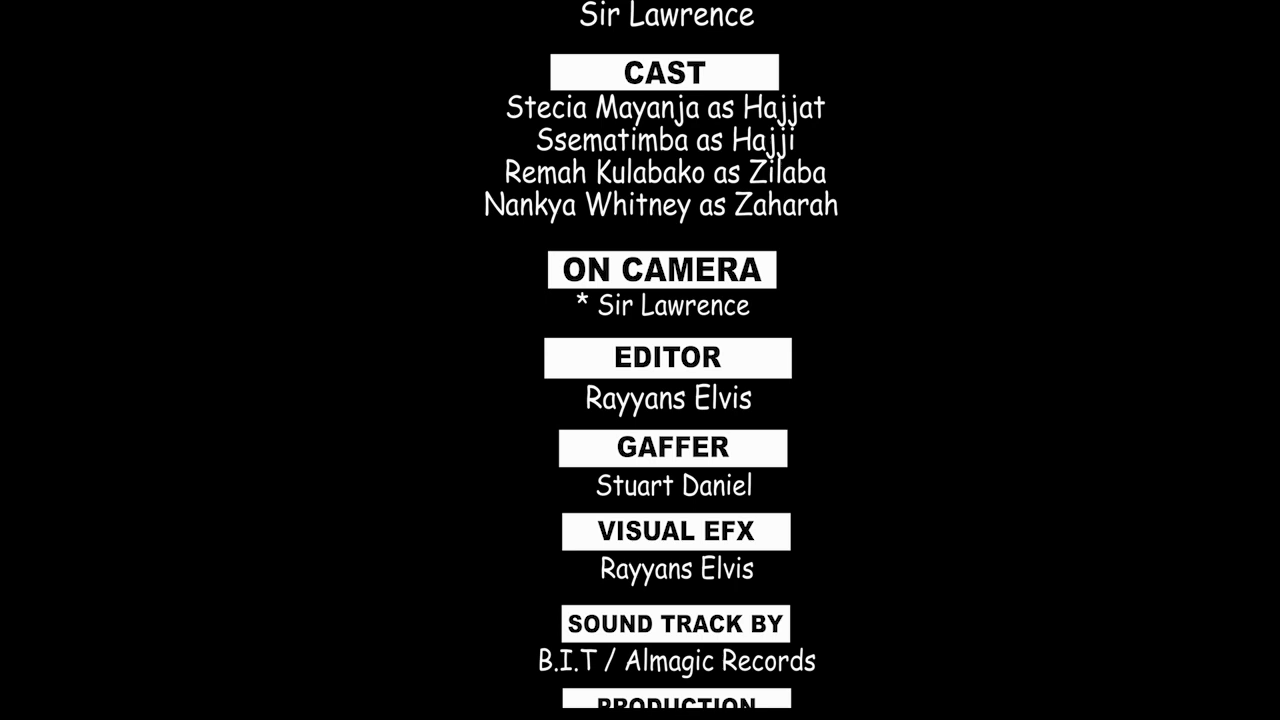 Sir Lawrence
CAST
Stecia Mayanja as Hajjat
Ssematimba as Hajji
Remah Kulabako as Zilaba
Nankya Whitney as Zaharah
ON CAMERA
* Sir Lawrence
EDITOR
Rayyans Elvis
GAFFER
Stuart Daniel
VISUAL EFX
Rayyans Elvis
SOUND TRACK BY
B.I.T / Almagic Records
PRODUCTION